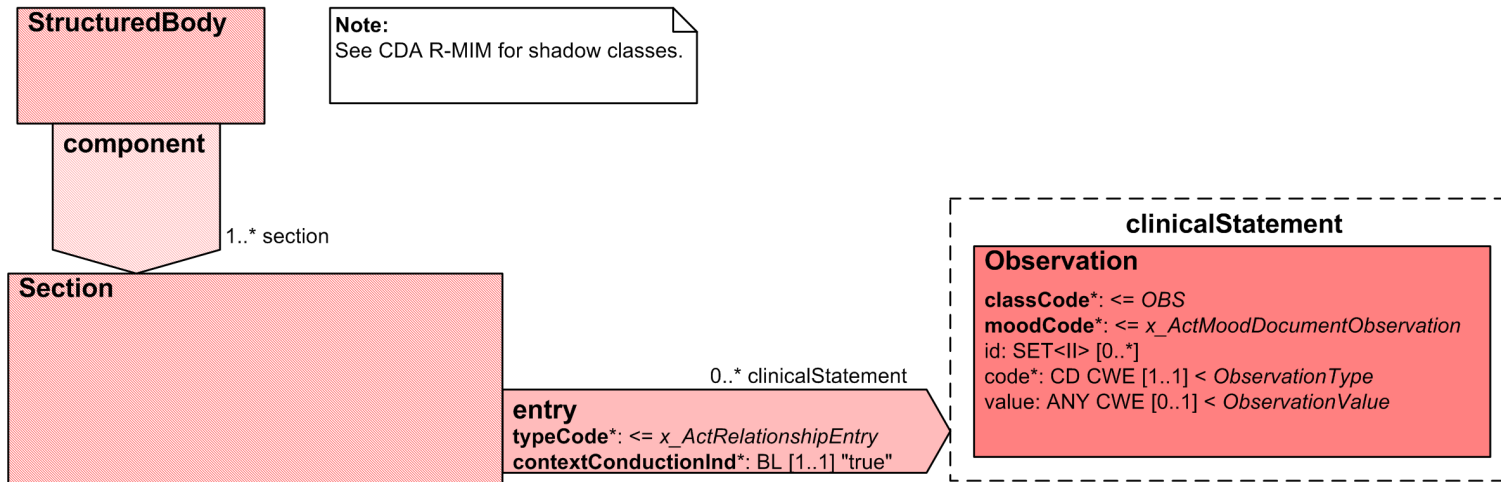 StructuredBody
Note:
See CDA R-MIM for shadow classes.
component
1..* section
Section
0..* clinicalStatement
entry
typeCode*: <= x_ActRelationshipEntry
contextConductionInd*: BL [1..1] "true"
clinicalStatement
Observation
classCode*: <= OBS
moodCode*: <= x_ActMoodDocumentObservation
id: SET<II> [0..*]
code*: CD CWE [1..1] < ObservationType
value: ANY CWE [0..1] < ObservationValue